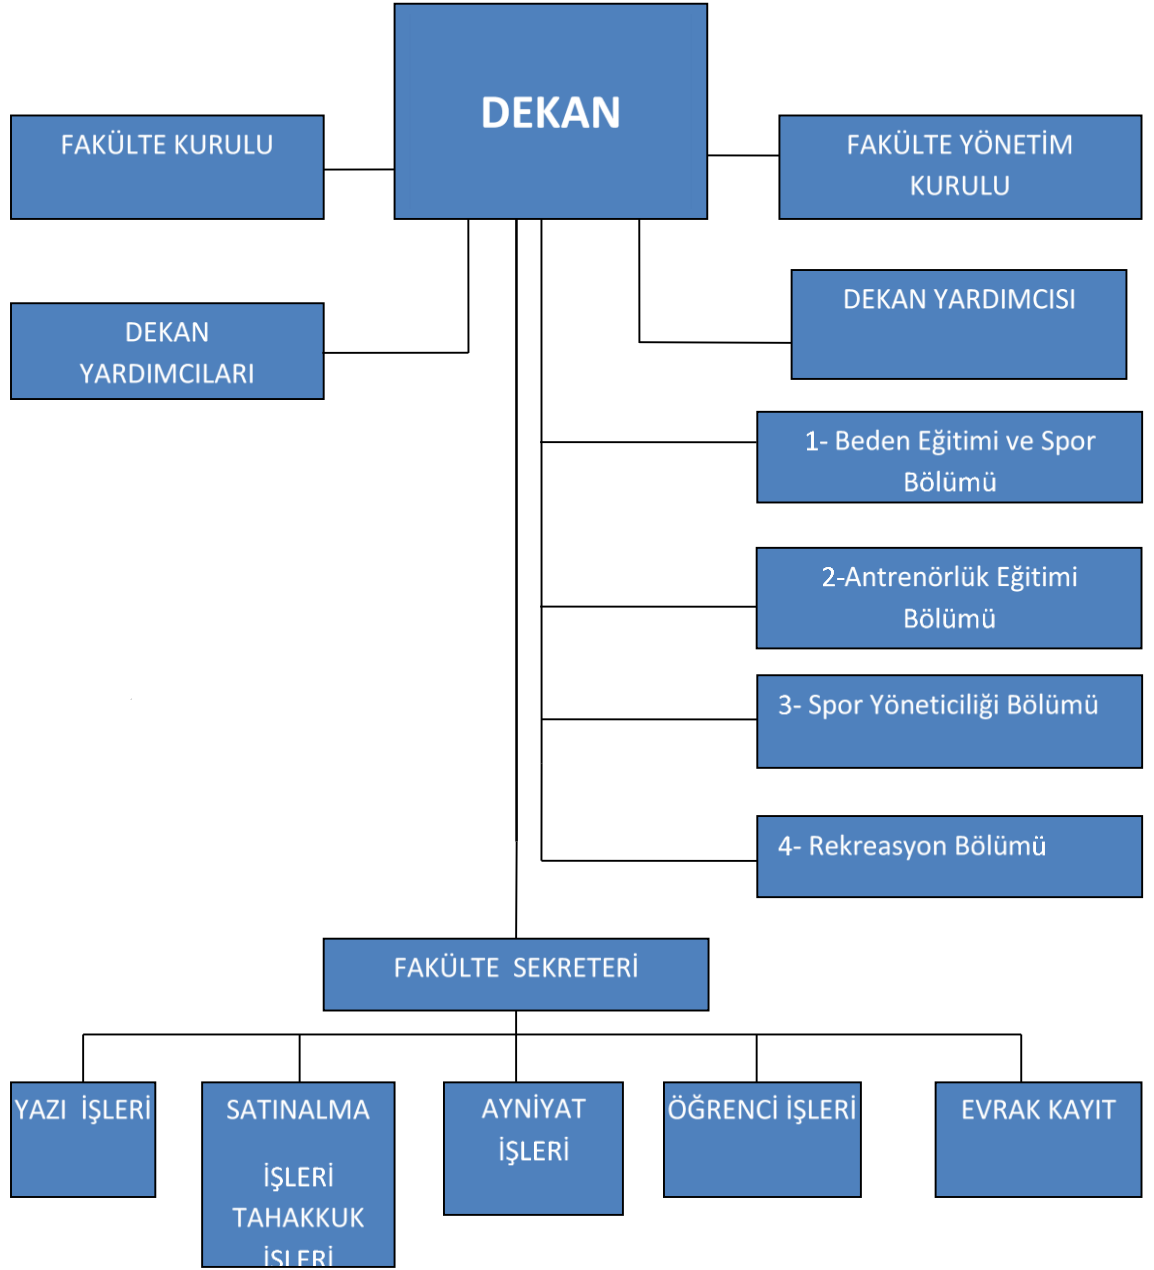 DEKAN
FAKÜLTE KURULU
FAKÜLTE YÖNETİM
KURULU
DEKAN YARDIMCISI
DEKAN
YARDIMCILARI
1- Beden Eğitimi ve Spor
Bölümü
2-Antrenörlük Eğitimi
Bölümü
3- Spor Yöneticiliği Bölümü
4- Rekreasyon Bölümü
FAKÜLTE  SEKRETERİ
YAZI  İŞLERİ
SATINALMA
İŞLERİ
TAHAKKUK
İŞLERİ
AYNİYAT
İŞLERİ
ÖĞRENCİ İŞLERİ
EVRAK KAYIT